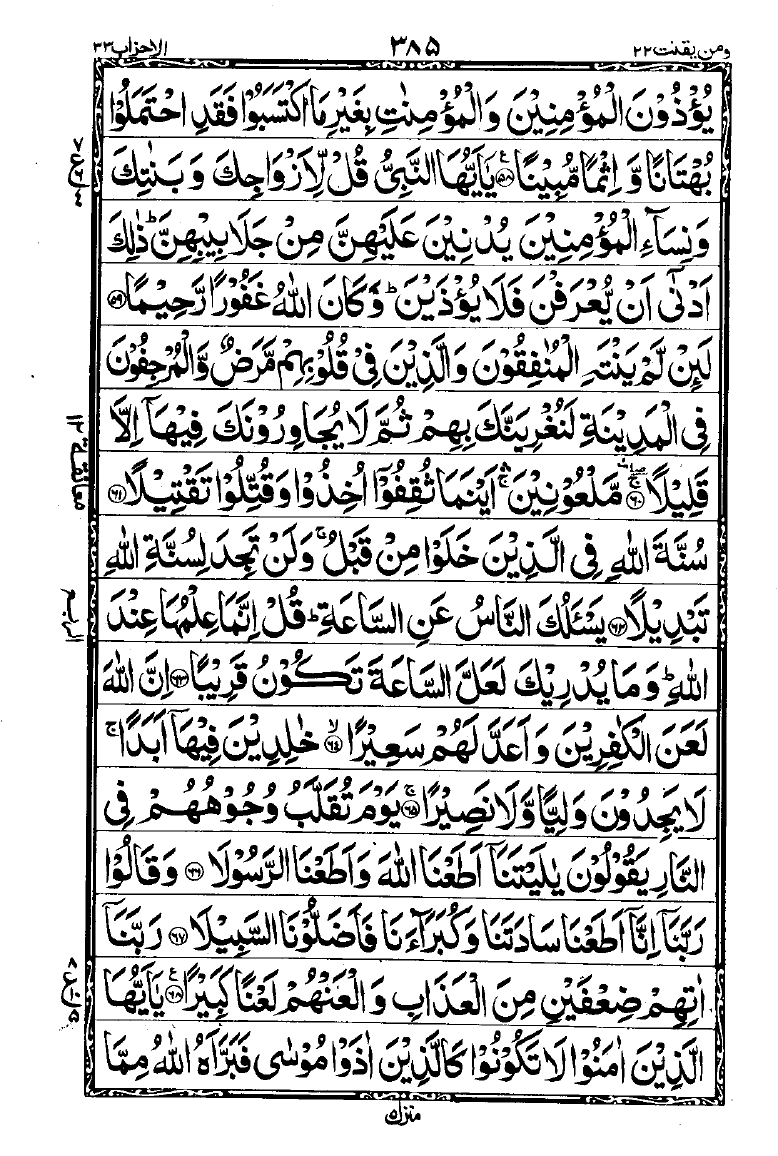 ومن يقنت ٢٢ ٣٨٥ الاحزاب ٣٣
يُؤْذُوْنَ الْمُؤْمِنِيْنَ وَالْمُؤْمِنٰتِ بِغَيْرِ مَا اكْتَسَبُوْا فَقَدِ احْتَمَلُوْا
بُهْتَانًا وَّ اِثْمًا مُّبِيْنًا ﴿٥٨﴾ ع يٰۤاَيُّهَا النَّبِىُّ قُلْ لِّاَزْوَاجِكَ وَ بَنٰتِكَ
وَنِسَآءِ الْمُؤْمِنِيْنَ يُدْنِيْنَ عَلَيْهِنَّ مِنْ جَلَابِيْبِهِنَّ ؕ ذٰلِكَ
اَدْنٰٓى اَنْ يُّعْرَفْنَ فَلَا يُؤْذَيْنَ ؕ وَكَانَ اللّٰهُ غَفُوْرًا رَّحِيْمًا ﴿٥٩﴾
لَئِنْ لَّمْ يَنْتَهِ الْمُنٰفِقُوْنَ وَالَّذِيْنَ فِىْ قُلُوْبِهِمْ مَّرَضٌ وَّالْمُرْجِفُوْنَ
فِى الْمَدِيْنَةِ لَنُغْرِيَنَّكَ بِهِمْ ثُمَّ لَا يُجَاوِرُوْنَكَ فِيْهَاۤ اِلَّا
قَلِيْلًا ﴿٦٠﴾ ۛۚ مَّلْعُوْنِيْنَ ۛۚ اَيْنَمَا ثُقِفُوْۤا اُخِذُوْا وَقُتِّلُوْا تَقْتِيْلًا ﴿٦١﴾
سُنَّةَ اللّٰهِ فِى الَّذِيْنَ خَلَوْا مِنْ قَبْلُ ۚ وَلَنْ تَجِدَ لِسُنَّةِ اللّٰهِ
تَبْدِيْلًا ﴿٦٢﴾ يَسْـَٔلُكَ النَّاسُ عَنِ السَّاعَةِ ؕ قُلْ اِنَّمَا عِلْمُهَا عِنْدَ
اللّٰهِ ؕ وَمَا يُدْرِيْكَ لَعَلَّ السَّاعَةَ تَكُوْنُ قَرِيْبًا ﴿٦٣﴾ اِنَّ اللّٰهَ
لَعَنَ الْكٰفِرِيْنَ وَ اَعَدَّ لَهُمْ سَعِيْرًا ﴿٦٤﴾ ۙ خٰلِدِيْنَ فِيْهَاۤ اَبَدًا ۚ
لَا يَجِدُوْنَ وَلِيًّا وَّلَا نَصِيْرًا ﴿٦٥﴾ ۚ يَوْمَ تُقَلَّبُ وُجُوْهُهُمْ فِى
النَّارِ يَقُوْلُوْنَ يٰلَيْتَنَاۤ اَطَعْنَا اللّٰهَ وَاَطَعْنَا الرَّسُوْلَا ﴿٦٦﴾ وَقَالُوْا
رَبَّنَاۤ اِنَّاۤ اَطَعْنَا سَادَتَنَا وَكُبَرَآءَنَا فَاَضَلُّوْنَا السَّبِيْلَا ﴿٦٧﴾ رَبَّنَاۤ
اٰتِهِمْ ضِعْفَيْنِ مِنَ الْعَذَابِ وَالْعَنْهُمْ لَعْنًا كَبِيْرًا ﴿٦٨﴾ ع يٰۤاَيُّهَا
الَّذِيْنَ اٰمَنُوْا لَا تَكُوْنُوْا كَالَّذِيْنَ اٰذَوْا مُوْسٰى فَبَرَّاَهُ اللّٰهُ مِمَّا
معانقة ١٢
منزل ٥